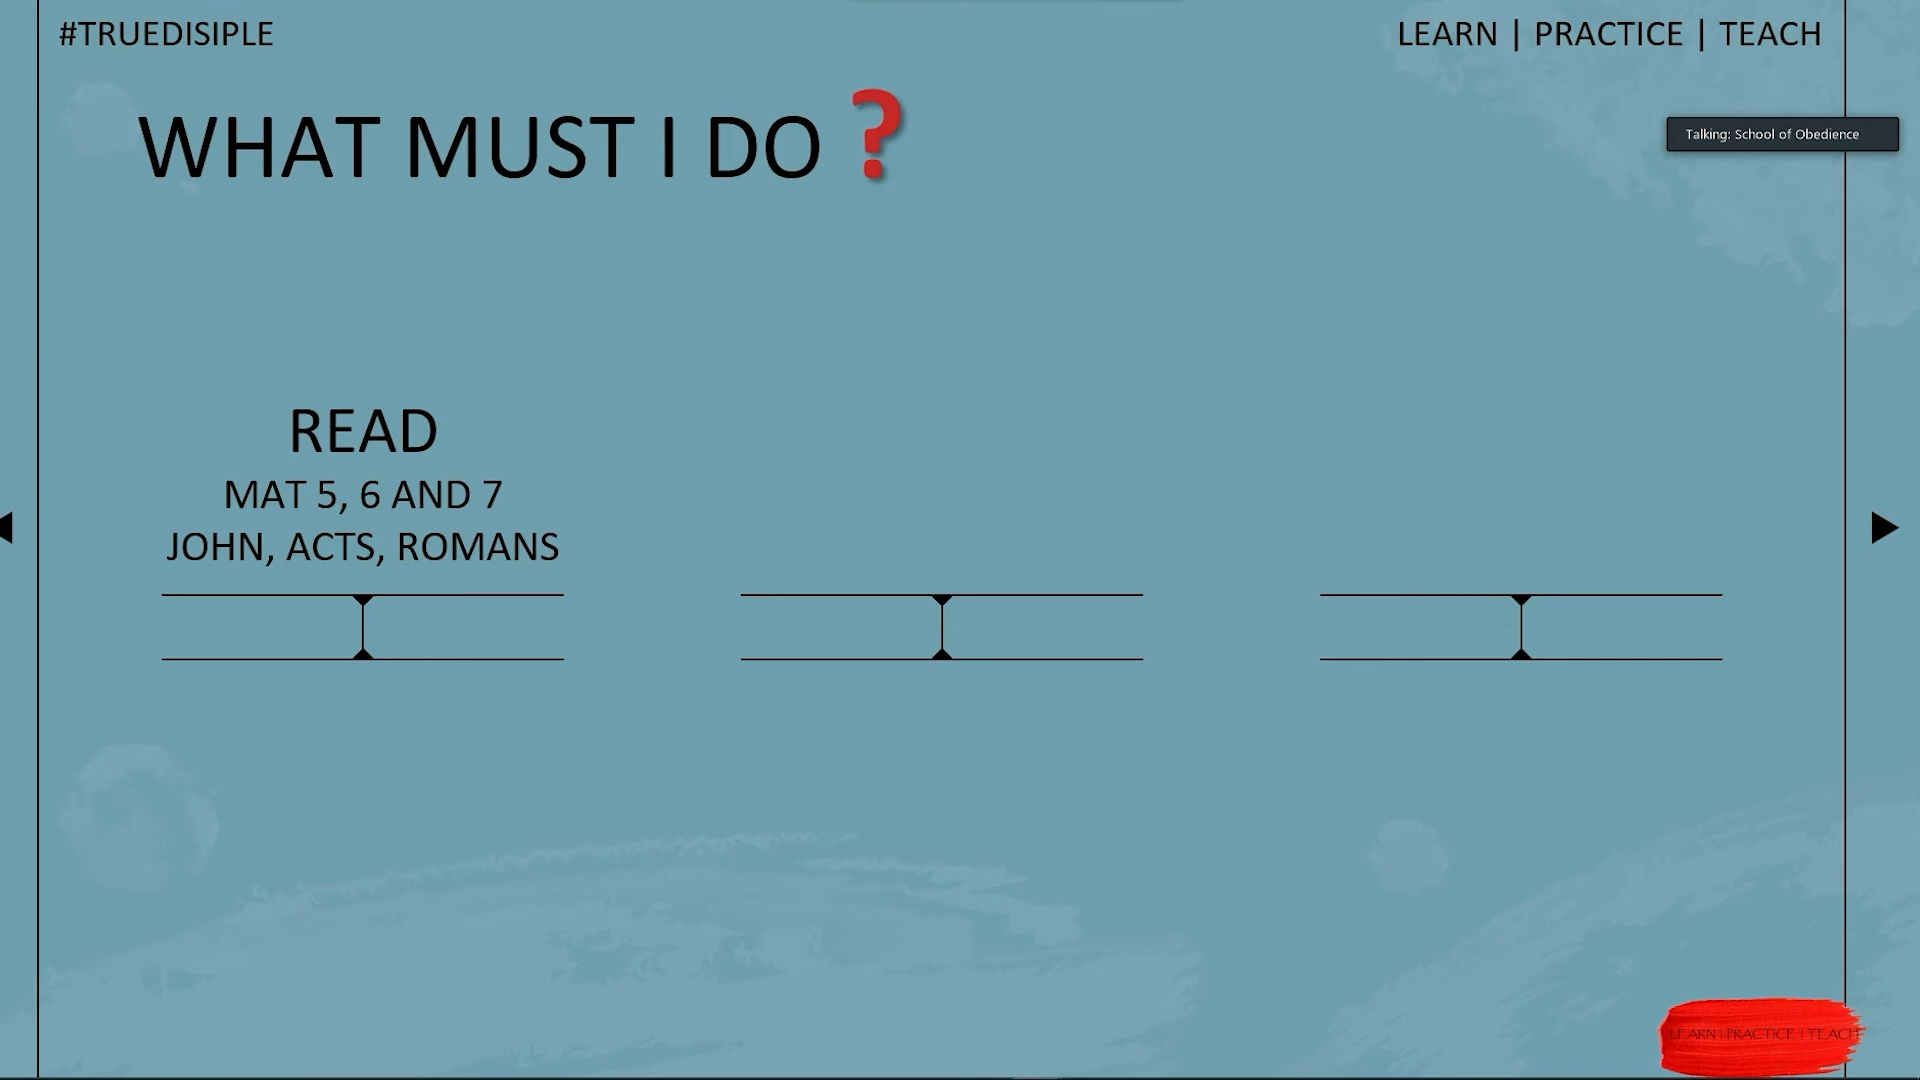 #TRUEDISIPLE
LEARN | PRACTICE | TEACH
WHAT MUST I DO ?
Talking: School of Obedience
READ
MAT 5, 6 AND 7
JOHN, ACTS, ROMANS
LEARN | PRACTICE | TEACH